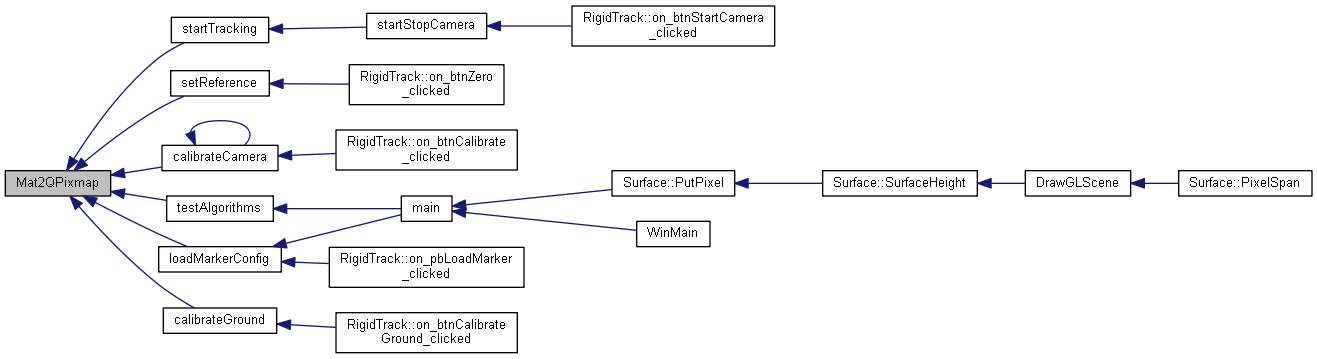 startTracking
startStopCamera
RigidTrack::on_btnStartCamera
_clicked
setReference
RigidTrack::on_btnZero
_clicked
calibrateCamera
RigidTrack::on_btnCalibrate
_clicked
Mat2QPixmap
testAlgorithms
main
Surface::PutPixel
Surface::SurfaceHeight
DrawGLScene
Surface::PixelSpan
WinMain
loadMarkerConfig
RigidTrack::on_pbLoadMarker
_clicked
calibrateGround
RigidTrack::on_btnCalibrate
Ground_clicked